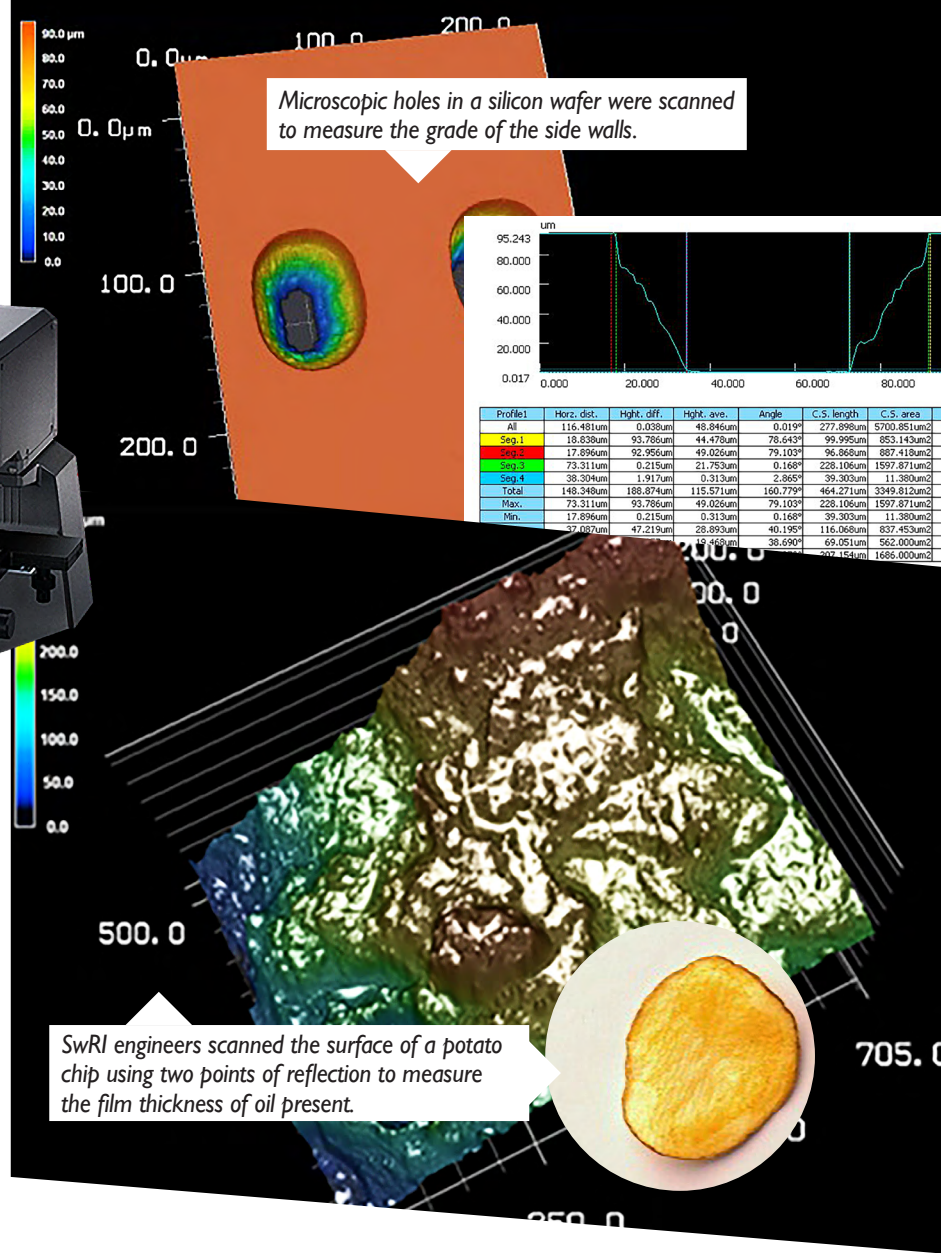 90.0 µm
80.0
70.0
60.0
50.0
40.0
30.0
20.0
10.0
0.0
200.0
100.0
0.0µm
0.0µm
100.0
200.0
Microscopic holes in a silicon wafer were scanned
to measure the grade of the side walls.
um
95.243
80.000
60.000
40.000
20.000
0.017
0.000 20.000 40.000 60.000 80.000
Profile1 Horz. dist. Hght. diff. Hght. ave. Angle C.S. length C.S. area
All 116.481um 0.038um 48.846um 0.019° 277.898um 5700.851um2
Seg.1 18.838um 93.786um 44.478um 78.643° 99.995um 853.143um2
Seg.2 17.896um 92.956um 49.026um 79.103° 96.868um 887.418um2
Seg.3 73.311um 0.215um 21.753um 0.168° 228.106um 1597.871um2
Seg.4 38.304um 1.917um 0.313um 2.865° 39.303um 11.380um2
Total 148.348um 188.874um 115.571um 160.779° 464.271um 3349.812um2
Max. 73.311um 93.786um 49.026um 79.103° 228.106um 1597.871um2
Min. 17.896um 0.215um 0.313um 0.168° 39.303um 11.380um2
37.087um 47.219um 28.893um 40.195° 116.068um 837.453um2
19.468um 38.690° 69.051um 562.000um2
207.154um 1686.000um2
µm
200.0
150.0
100.0
50.0
0.0
200.0
00.0
0
500.0
705.0
SwRI engineers scanned the surface of a potato
chip using two points of reflection to measure
the film thickness of oil present.